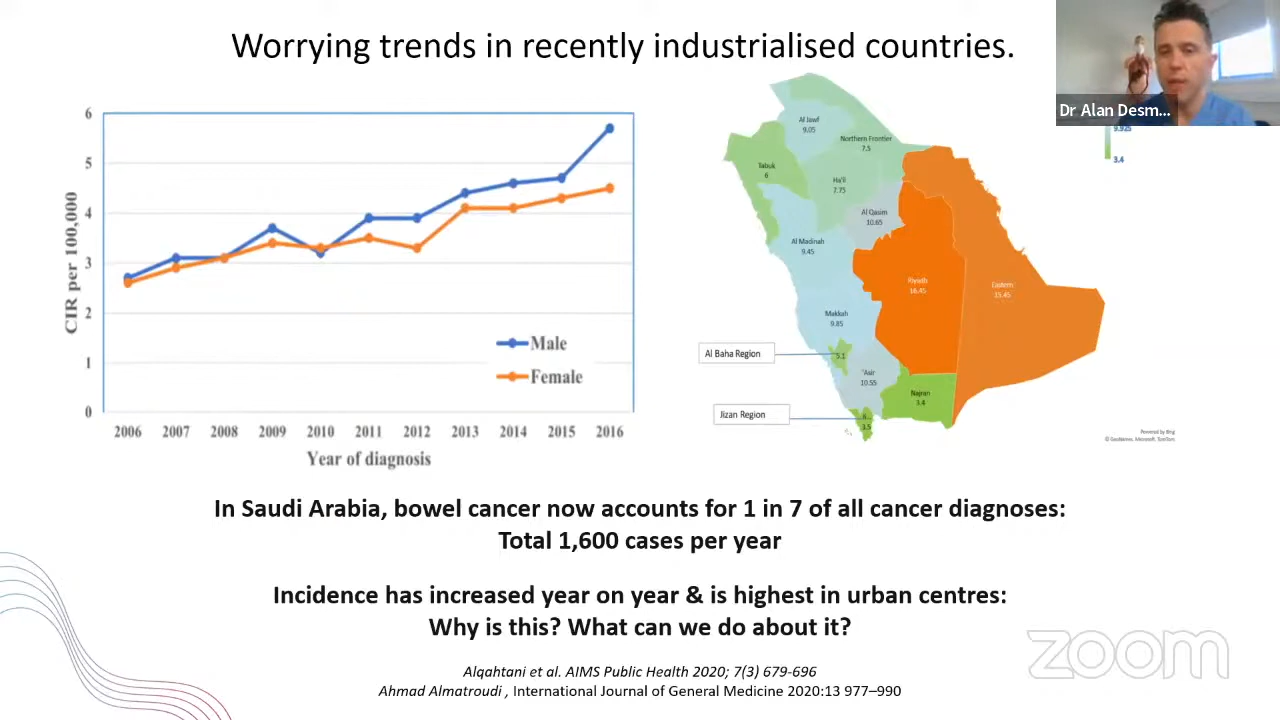 Worrying trends in recently industrialised countries.
Dr Alan Desm...
6
5
4
3
2
1
0
CIR per 100,000
Male
Female
2006 2007 2008 2009 2010 2011 2012 2013 2014 2015 2016
Year of diagnosis
9.925
3.4
Al Jawf
9.05
Northern Frontier
7.5
Tabuk
6
Ha'il
7.75
Al Qasim
10.65
Al Madinah
9.45
Riyadh
16.45
Eastern
15.45
Makkah
9.85
Al Baha Region
5.1
'Asir
10.55
Najran
3.4
Jizan Region
3.5
Powered by Bing
© GeoNames, Microsoft, TomTom
In Saudi Arabia, bowel cancer now accounts for 1 in 7 of all cancer diagnoses:
Total 1,600 cases per year
Incidence has increased year on year & is highest in urban centres:
Why is this? What can we do about it?
Alqahtani et al. AIMS Public Health 2020; 7(3) 679-696
Ahmad Almatroudi , International Journal of General Medicine 2020:13 977–990
zoom